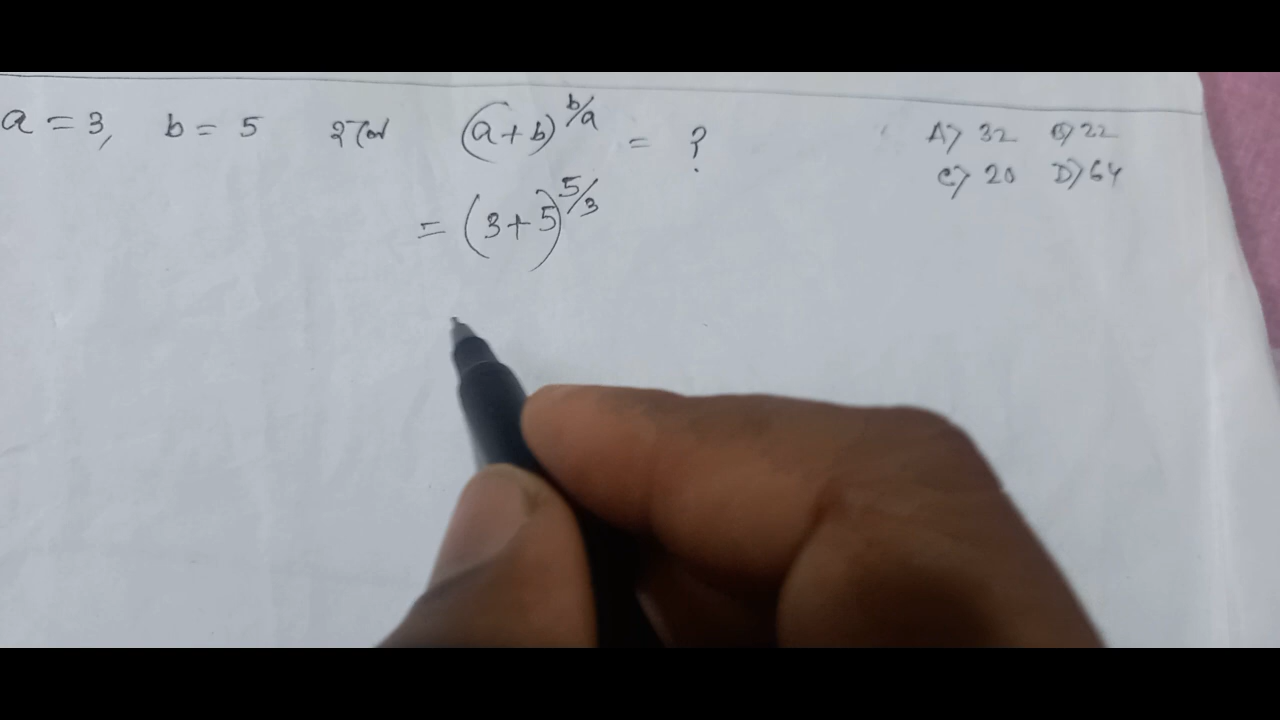 a = 3, b = 5 হলে (a+b)^b/a = ? A> 32 B> 22
C> 20 D> 64
= (3+5)^5/3